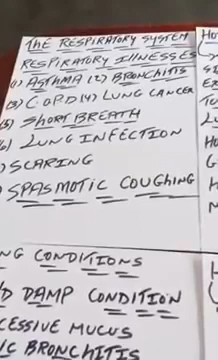 THE RESPIRATORY SYSTEM
RESPIRATORY ILLNESSES
(1) ASTHMA (2) BRONCHITIS
(3) C.O.P.D (4) LUNG CANCER
(5) SHORT BREATH
6) LUNG INFECTION
) SCARING
) SPASMOTIC COUGHING
NG CONDITIONS
D DAMP CONDITION
CESSIVE MUCUS
IC BRONCHITIS